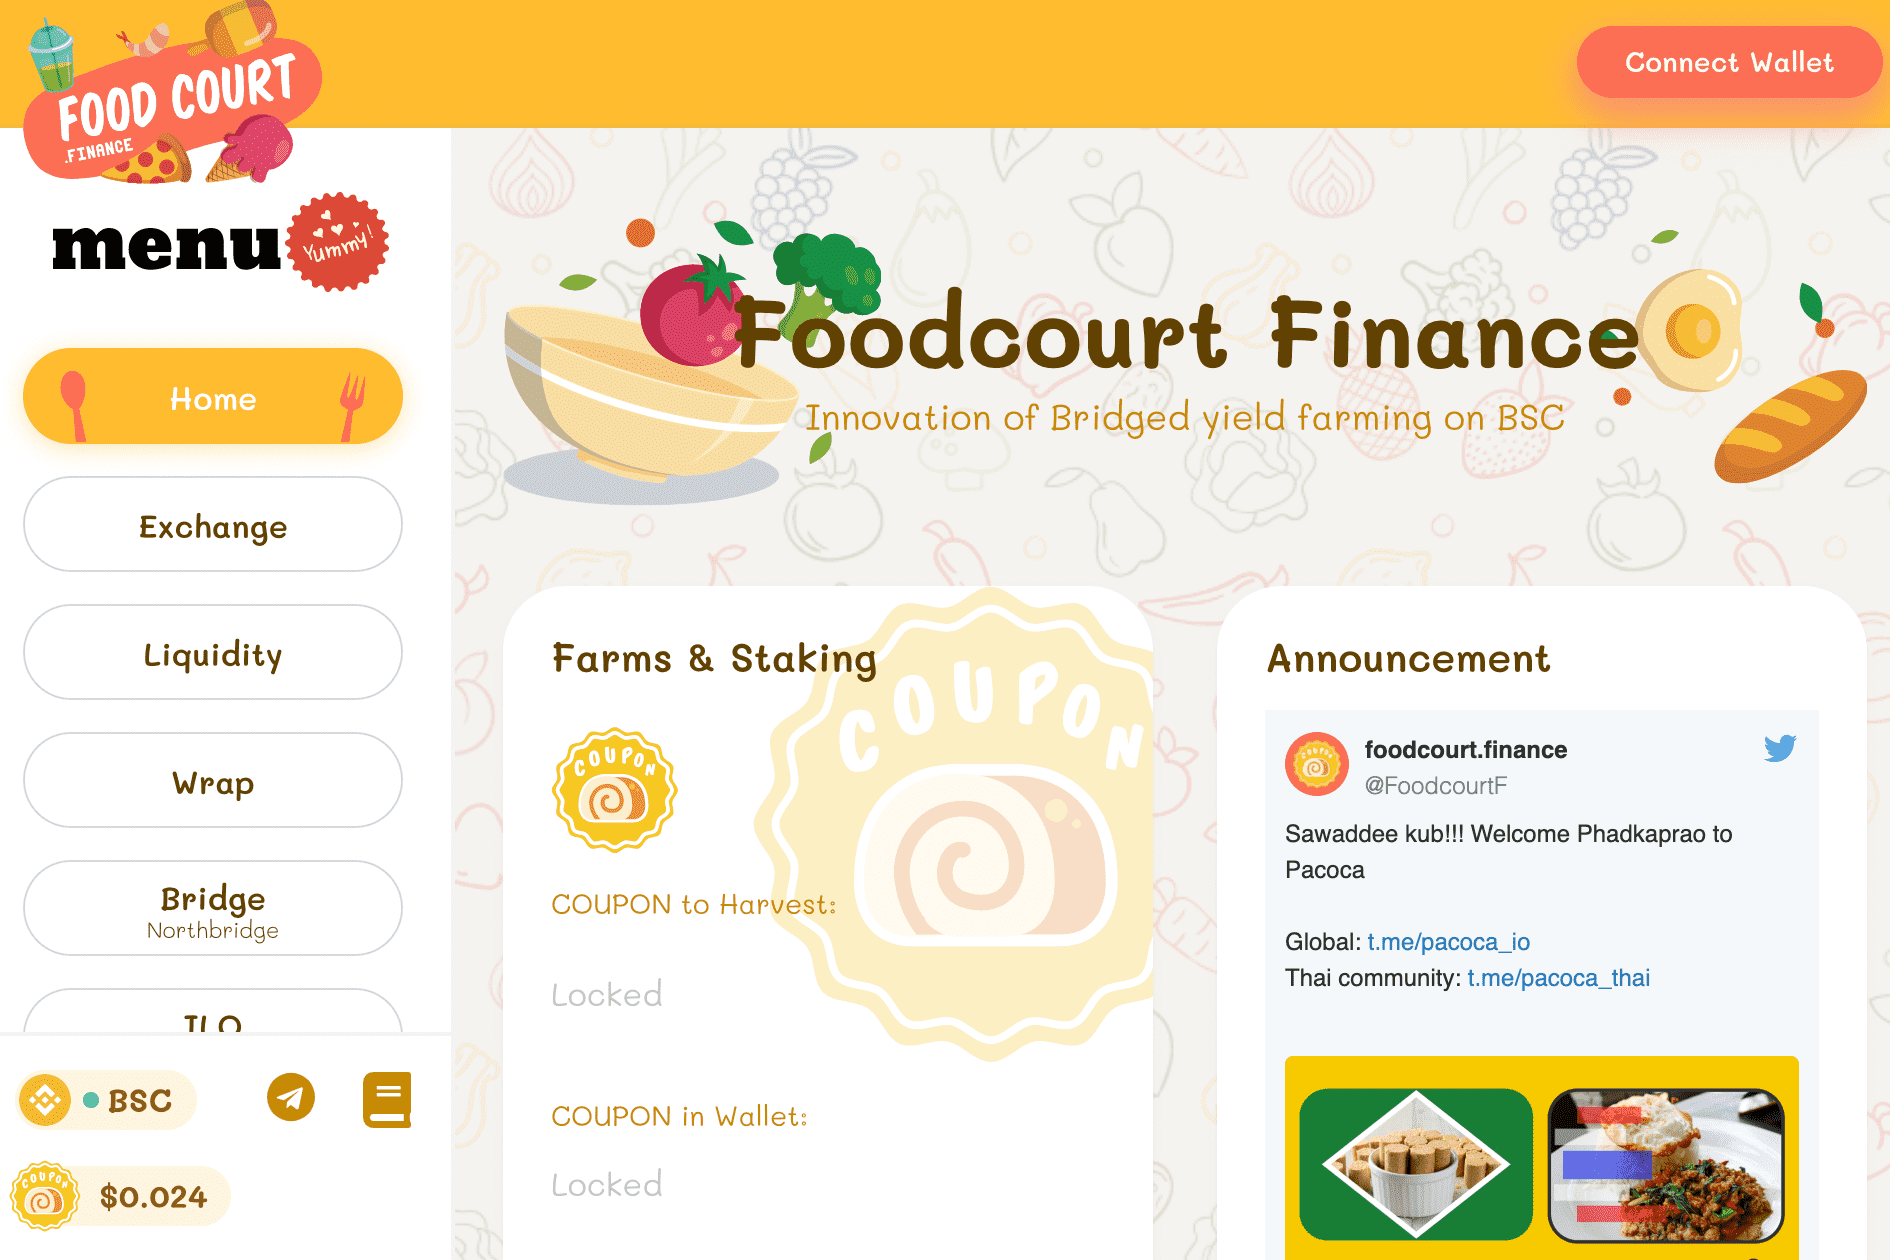 FOOD COURT
.FINANCE
Connect Wallet
menu
Yummy!
Home
Exchange
Liquidity
Wrap
Bridge
Northbridge
ILO
BSC
$0.024
Foodcourt Finance
Innovation of Bridged yield farming on BSC
Farms & Staking
COUPON
COUPON
COUPON to Harvest:
Locked
COUPON in Wallet:
Locked
Announcement
foodcourt.finance
@FoodcourtF
Sawaddee kub!!! Welcome Phadkaprao to
Pacoca
Global: t.me/pacoca_io
Thai community: t.me/pacoca_thai
COUPON